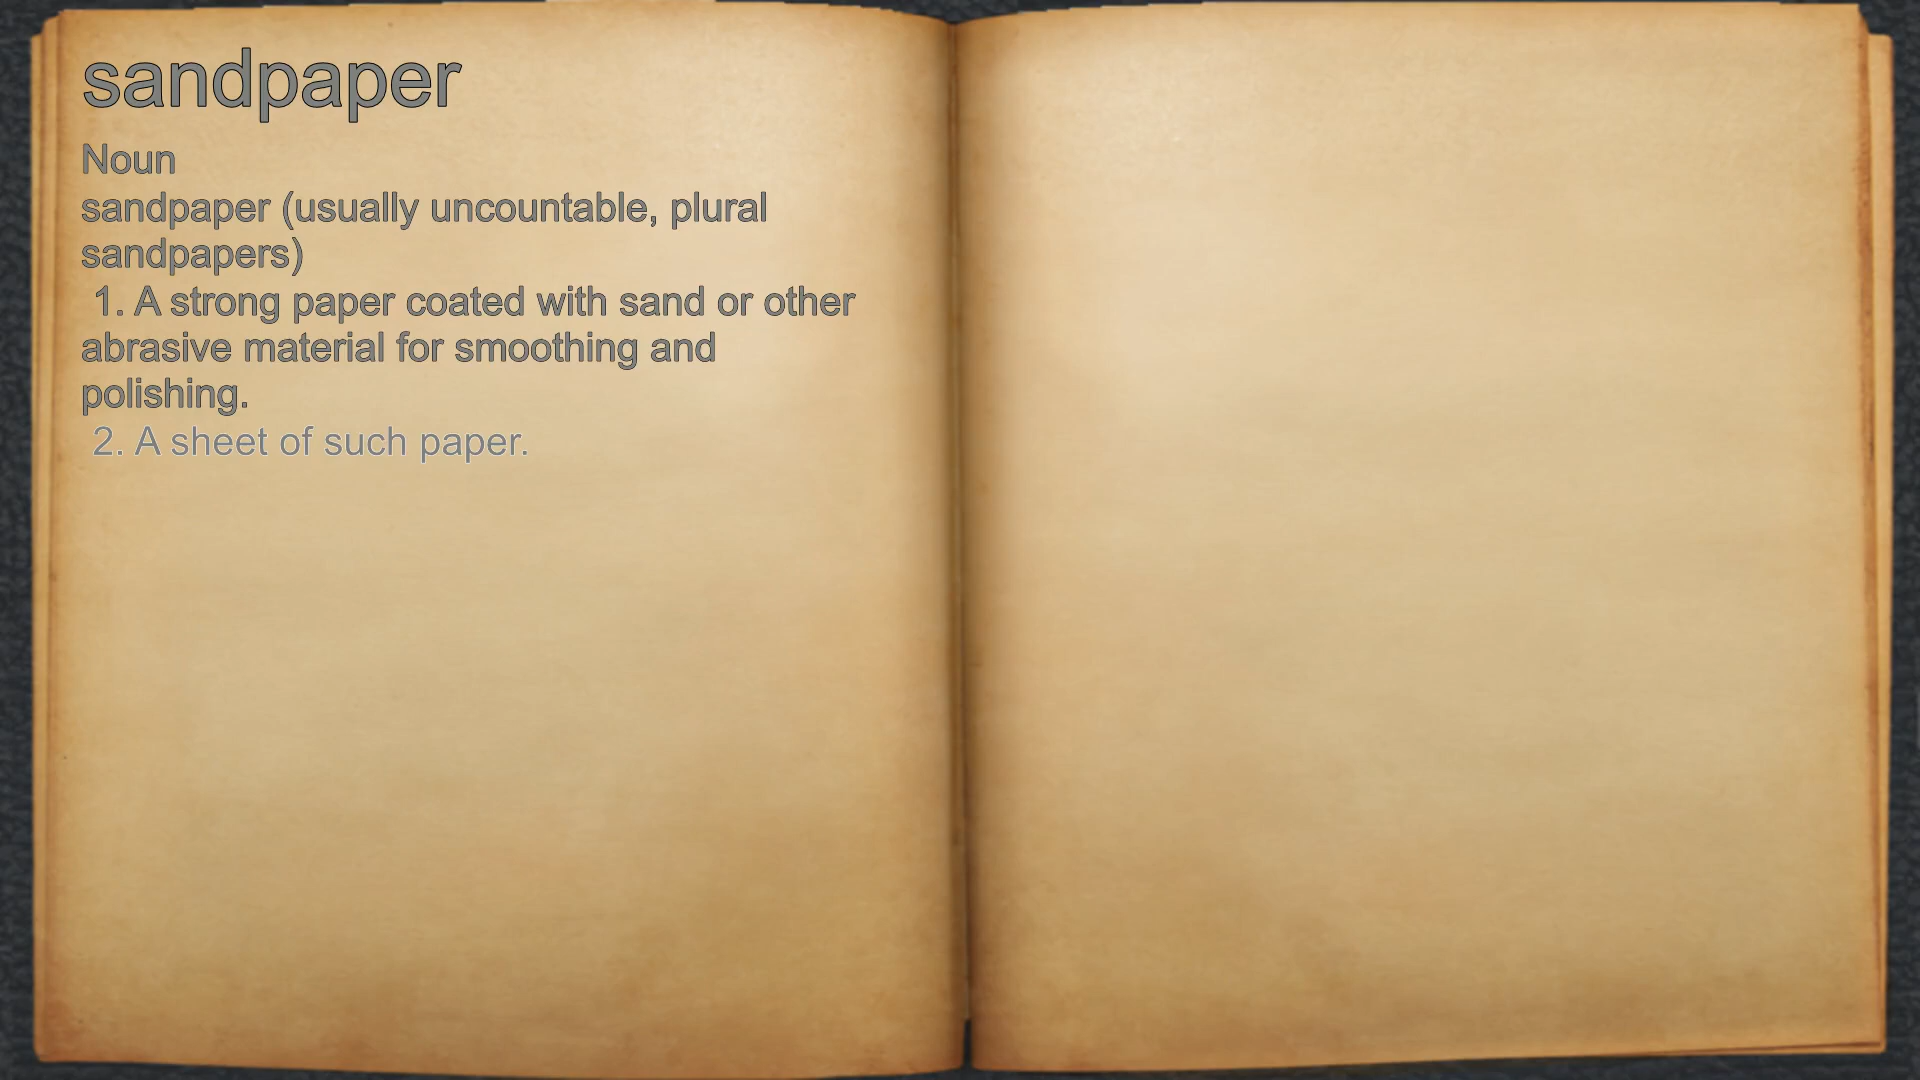 sandpaper
Noun
sandpaper (usually uncountable, plural
sandpapers)
1. A strong paper coated with sand or other
abrasive material for smoothing and
polishing.
2. A sheet of such paper.